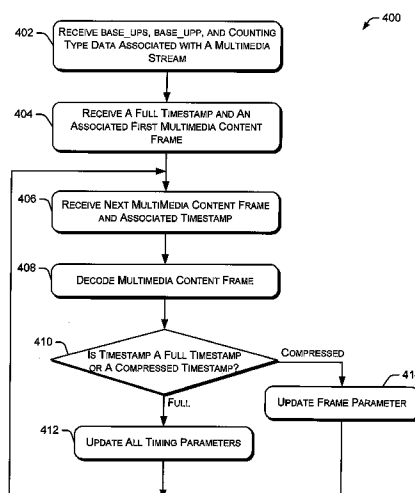 400
402
RECEIVE BASE_UPS, BASE_UPP, AND COUNTING
TYPE DATA ASSOCIATED WITH A MULTIMEDIA
STREAM
404
RECEIVE A FULL TIMESTAMP AND AN
ASSOCIATED FIRST MULTIMEDIA CONTENT
FRAME
406
RECEIVE NEXT MULTIMEDIA CONTENT FRAME
AND ASSOCIATED TIMESTAMP
408
DECODE MULTIMEDIA CONTENT FRAME
410
IS TIMESTAMP A FULL TIMESTAMP
OR A COMPRESSED TIMESTAMP?
COMPRESSED
FULL
412
UPDATE ALL TIMING PARAMETERS
UPDATE FRAME PARAMETER